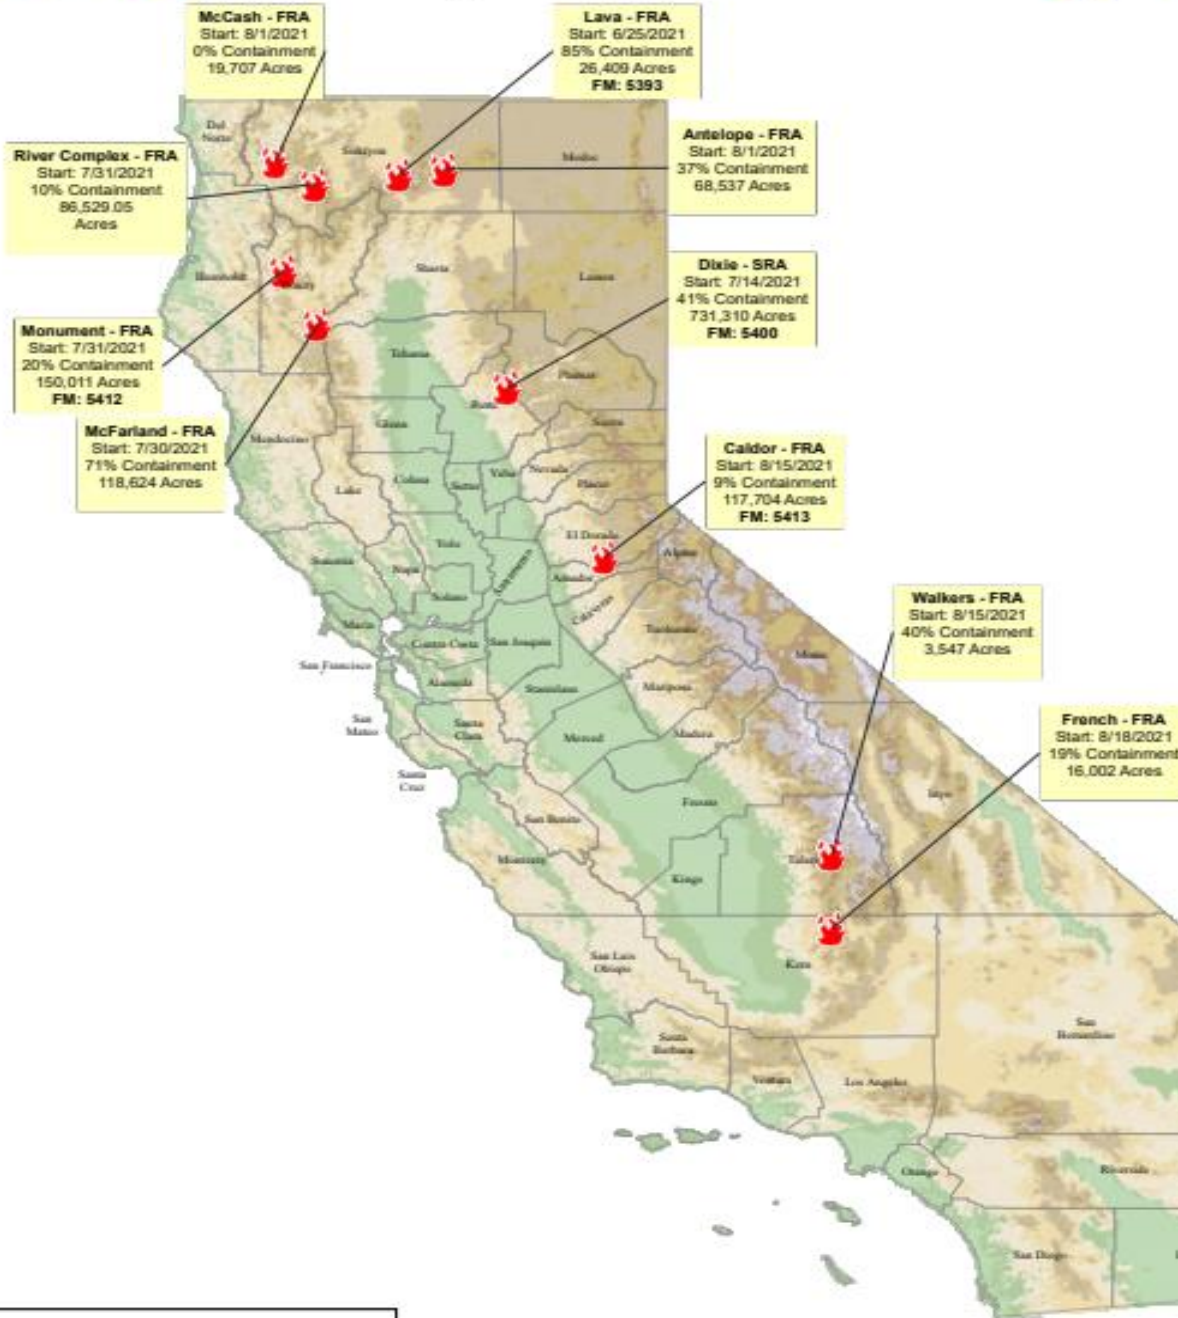 McCash - FRA
Start: 8/1/2021
0% Containment
19,707 Acres
Lava - FRA
Start: 6/25/2021
85% Containment
26,409 Acres
FM: 5393
River Complex - FRA
Start: 7/31/2021
10% Containment
86,529.05
Acres
Antelope - FRA
Start: 8/1/2021
37% Containment
68,537 Acres
Dixie - SRA
Start: 7/14/2021
41% Containment
731,310 Acres
FM: 5400
Monument - FRA
Start: 7/31/2021
20% Containment
150,011 Acres
FM: 5412
McFarland - FRA
Start: 7/30/2021
71% Containment
118,624 Acres
Caldor - FRA
Start: 8/15/2021
9% Containment
117,704 Acres
FM: 5413
Walkers - FRA
Start: 8/15/2021
40% Containment
3,547 Acres
French - FRA
Start: 8/18/2021
19% Containment
16,002 Acres
Del
Norte
Siskiyou
Modoc
Humboldt
Shasta
Lassen
Tehama
Plumas
Mendocino
Glenn
Sierra
Lake
Colusa
Sutter
Yuba
Nevada
Placer
El Dorado
Sonoma
Napa
Yolo
Sacramento
Amador
Alpine
Solano
Calaveras
Marin
Contra Costa
San Joaquin
Tuolumne
Mono
San Francisco
Alameda
Stanislaus
Mariposa
San
Mateo
Santa
Clara
Merced
Madera
Santa
Cruz
Fresno
Inyo
San Benito
Monterey
Kings
San Luis
Obispo
Kern
Santa
Barbara
San
Bernardino
Ventura
Los Angeles
Orange
Riverside
San Diego